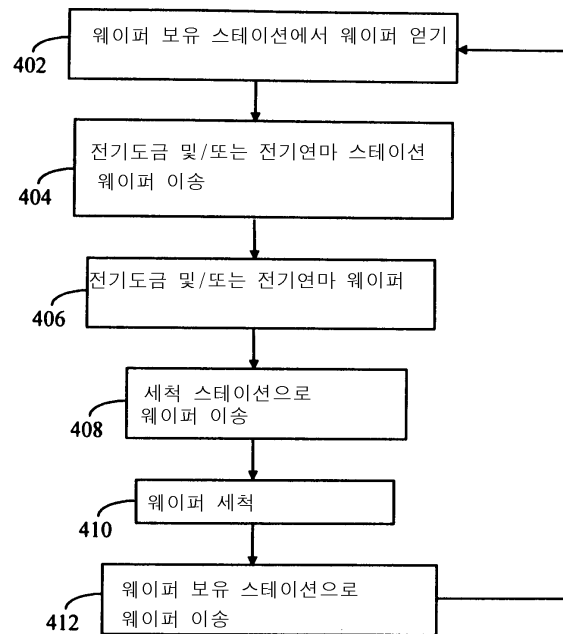 웨이퍼 보유 스테이션에서 웨이퍼 얻기
402
전기도금 및/또는 전기연마 스테이션
웨이퍼 이송
404
전기도금 및/또는 전기연마 웨이퍼
406
세척 스테이션으로
웨이퍼 이송
408
웨이퍼 세척
410
웨이퍼 보유 스테이션으로
웨이퍼 이송
412